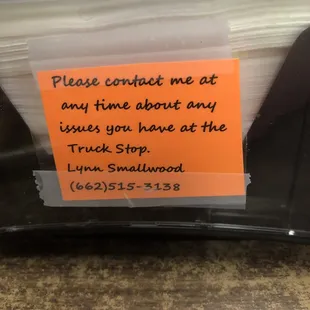 Please contact me at
any time about any
issues you have at the
Truck Stop.
Lynn Smallwood
(662)515-3138